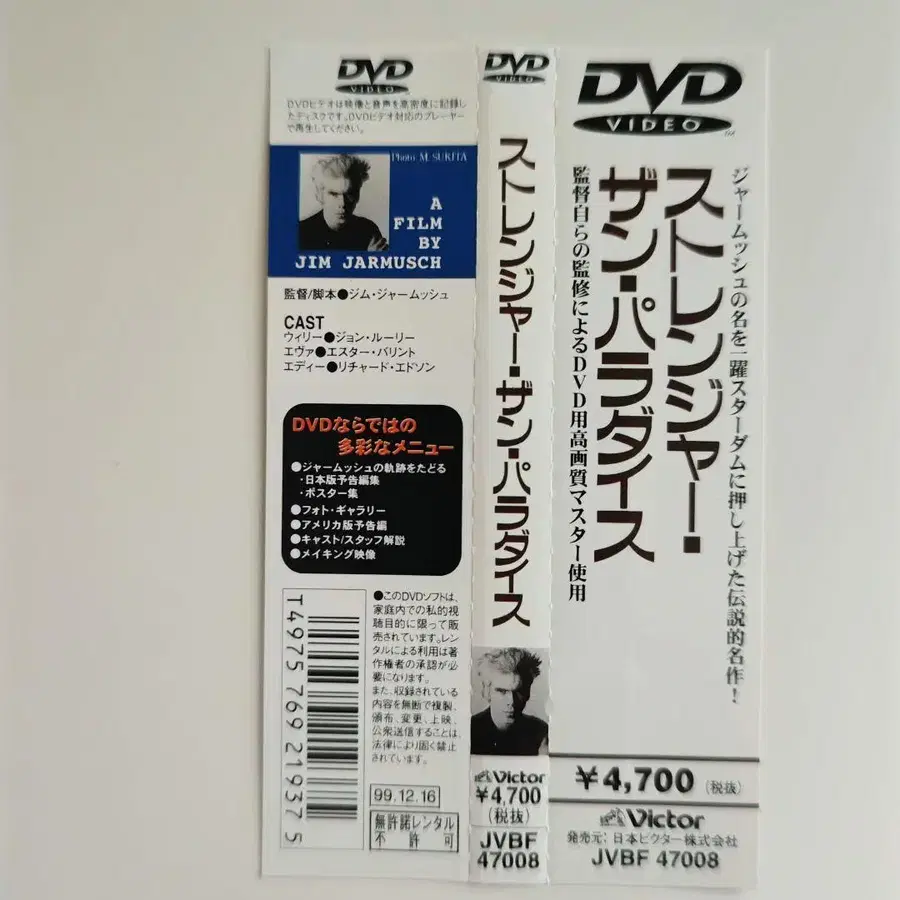 DVD
VIDEO
DVDビデオは映像と音声を高密度に記録し
たディスクです。DVDビデオ対応のプレーヤー
で再生してください。
Photo M. SUKITA
A
FILM
BY
JIM JARMUSCH
監督/脚本●ジム・ジャームッシュ
CAST
ウィリー●ジョン・ルーリー
エヴァ●エスター・バリント
エディー●リチャード・エドソン
DVDならではの
多彩なメニュー
●ジャームッシュの軌跡をたどる
・日本版予告編集
・ポスター集
●フォト・ギャラリー
●アメリカ版予告編
●キャスト/スタッフ解説
●メイキング映像
T4975 769 21937 5
●このDVDソフトは、
家庭内での私的視
聴目的に限って販
売されています。レン
タルによる利用は著
作権者の承認が必
要になります。
また、収録されている
内容を無断で複製、
頒布、変更、上映、
公衆送信することは、
法律により固く禁止
されています。
99.12.16
無許諾レンタル
不許可
DVD
VIDEO
ストレンジャー・ザン・パラダイス
Victor
¥4,700
(税抜)
JVBF
47008
DVD
VIDEO
TM
ジャームッシュの名を一躍スターダムに押し上げた伝説的名作!
ストレンジャー・
ザン・パラダイス
監督自らの監修によるDVD用高画質マスター使用
¥4,700 (税抜)
Victor
発売元:日本ビクター株式会社
JVBF 47008